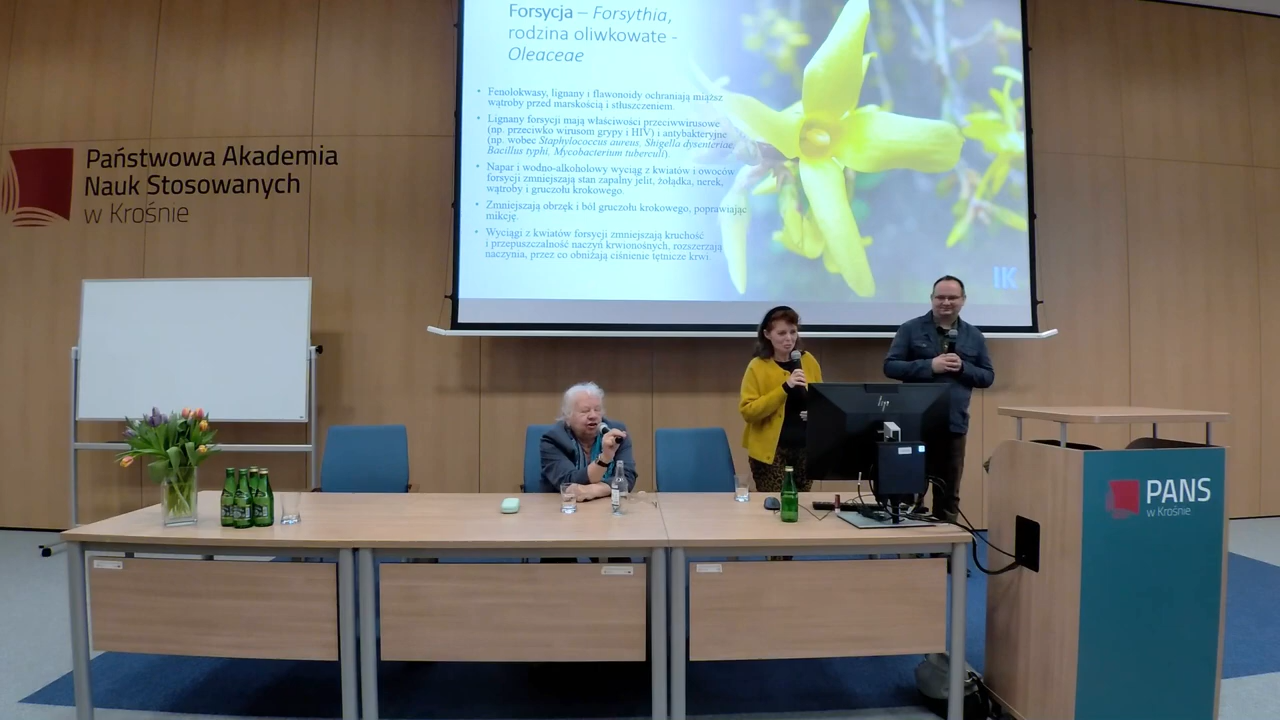 Forsycja – Forsythia,
rodzina oliwkowate -
Oleaceae
• Fenolokwasy, lignany i flawonoidy ochraniają miąższ
wątroby przed marskością i stłuszczeniem.
• Lignany forsycji mają właściwości przeciwwirusowe
(np. przeciwko wirusom grypy i HIV) i antybakteryjne
(np. wobec Staphylococcus aureus, Shigella dysenteriae,
Bacillus typhi, Mycobacterium tuberculi).
• Napar i wodno-alkoholowy wyciąg z kwiatów i owoców
forsycji zmniejszają stan zapalny jelit, żołądka, nerek,
wątroby i gruczołu krokowego.
• Zmniejszają obrzęk i ból gruczołu krokowego, poprawiając
mikcję.
• Wyciągi z kwiatów forsycji zmniejszają kruchość
i przepuszczalność naczyń krwionośnych, rozszerzają
naczynia, przez co obniżają ciśnienie tętnicze krwi
IK
Państwowa Akademia
Nauk Stosowanych
w Krośnie
hp
PANS
w Krośnie